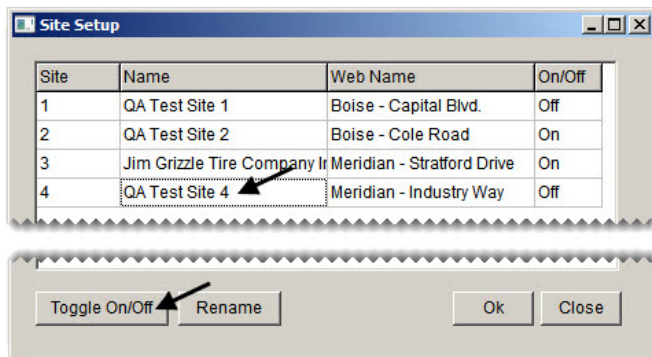 Site Setup
Site Name Web Name On/Off
1 QA Test Site 1 Boise - Capital Blvd. Off
2 QA Test Site 2 Boise - Cole Road On
3 Jim Grizzle Tire Company Ir Meridian - Stratford Drive On
4 QA Test Site 4 Meridian - Industry Way Off
Toggle On/Off Rename Ok Close